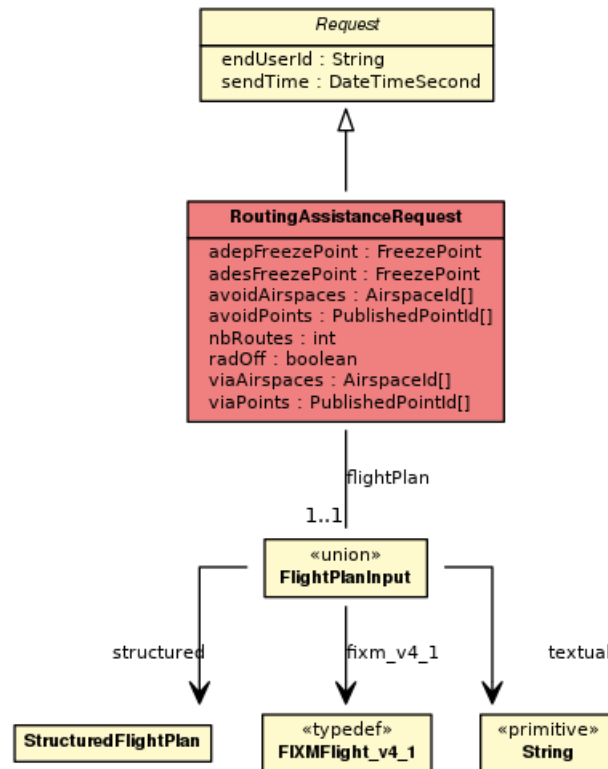 Request
endUserId : String
sendTime : DateTimeSecond
RoutingAssistanceRequest
adepFreezePoint : FreezePoint
adesFreezePoint : FreezePoint
avoidAirspaces : AirspaceId[]
avoidPoints : PublishedPointId[]
nbRoutes : int
radOff : boolean
viaAirspaces : AirspaceId[]
viaPoints : PublishedPointId[]
flightPlan
1..1
«union»
FlightPlanInput
structured
fixm_v4_1
textual
StructuredFlightPlan
«typedef»
FIXMFlight_v4_1
«primitive»
String